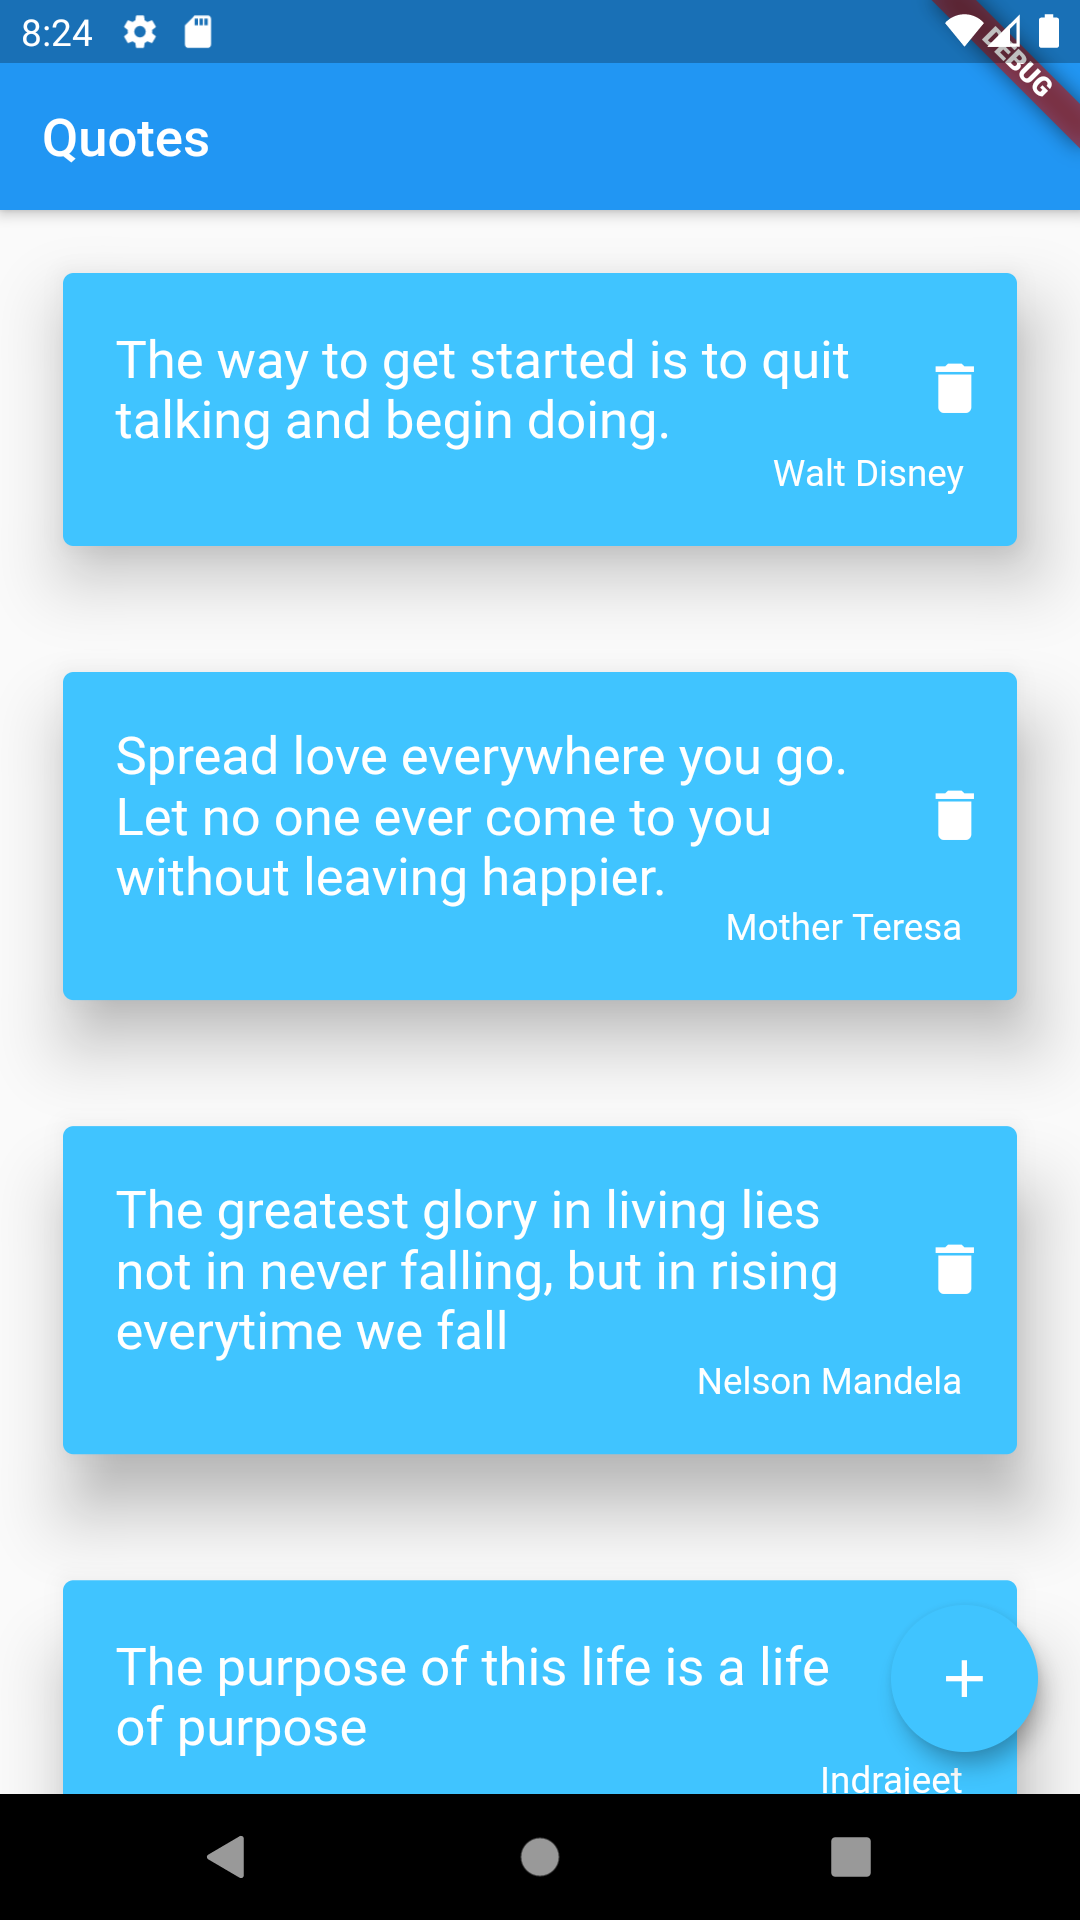 8:24
DEBUG
Quotes
The way to get started is to quit
talking and begin doing.
Walt Disney
Spread love everywhere you go.
Let no one ever come to you
without leaving happier.
Mother Teresa
The greatest glory in living lies
not in never falling, but in rising
everytime we fall
Nelson Mandela
The purpose of this life is a life
of purpose
Indrajeet